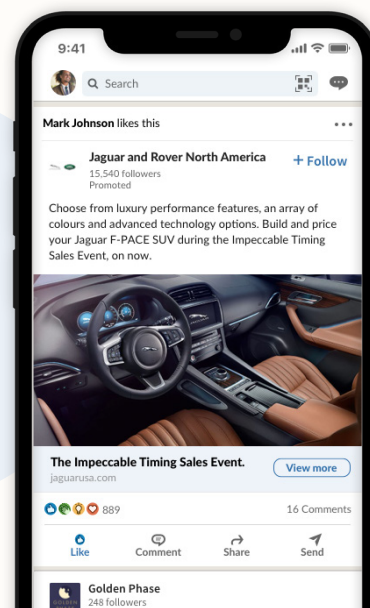 9:41
Search
Mark Johnson likes this
Jaguar and Rover North America
+ Follow
15,540 followers
Promoted
Choose from luxury performance features, an array of
colours and advanced technology options. Build and price
your Jaguar F-PACE SUV during the Impeccable Timing
Sales Event, on now.
The Impeccable Timing Sales Event.
View more
jaguarusa.com
889
16 Comments
Like
Comment
Share
Send
Golden Phase
248 followers